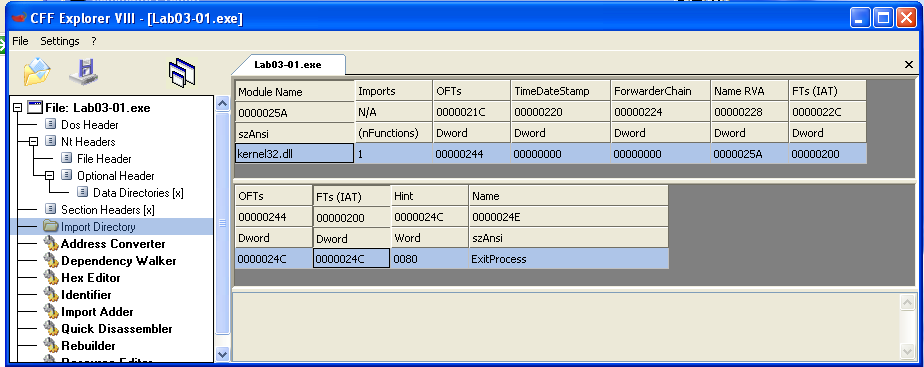 CFF Explorer VIII - [Lab03-01.exe]
File Settings ?
Lab03-01.exe
File: Lab03-01.exe
Dos Header
Nt Headers
File Header
Optional Header
Data Directories [x]
Section Headers [x]
Import Directory
Address Converter
Dependency Walker
Hex Editor
Identifier
Import Adder
Quick Disassembler
Rebuilder
Resource Editor
Module Name Imports OFTs TimeDateStamp ForwarderChain Name RVA FTs (IAT)
0000025A N/A 0000021C 00000220 00000224 00000228 0000022C
szAnsi (nFunctions) Dword Dword Dword Dword Dword
kernel32.dll 1 00000244 00000000 00000000 0000025A 00000200
OFTs FTs (IAT) Hint Name
00000244 00000200 0000024C 0000024E
Dword Dword Word szAnsi
0000024C 0000024C 0080 ExitProcess